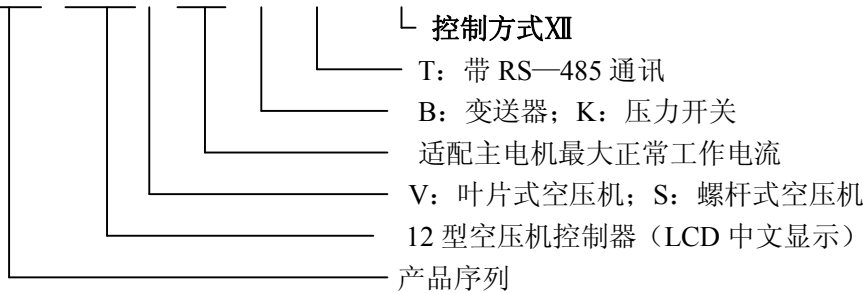 控制方式Ⅻ
T：带 RS—485 通讯
B：变送器；K：压力开关
适配主电机最大正常工作电流
V：叶片式空压机；S：螺杆式空压机
12 型空压机控制器（LCD 中文显示）
产品序列